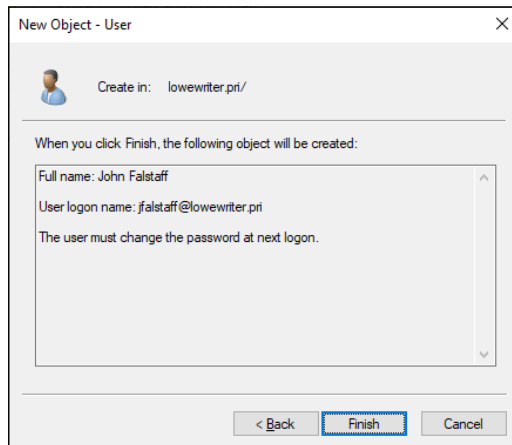 New Object - User
Create in: lowewriter.pri/
When you click Finish, the following object will be created:
Full name: John Falstaff
User logon name: jfalstaff@lowewriter.pri
The user must change the password at next logon.
< Back Finish Cancel